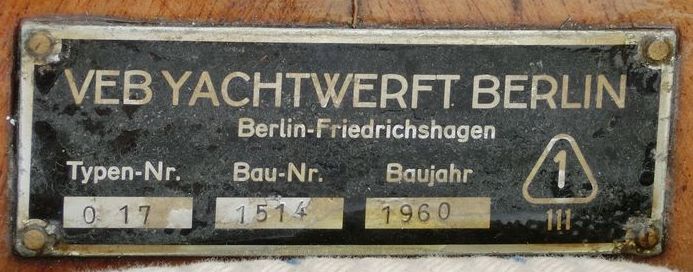 VEB YACHTWERFT BERLIN
Berlin-Friedrichshagen
Typen-Nr. Bau-Nr. Baujahr
0 17 1514 1960
1
III